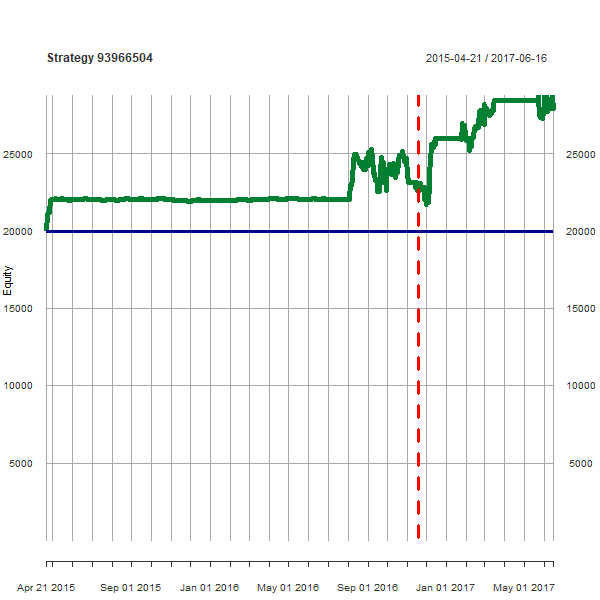 Strategy 93966504
2015-04-21 / 2017-06-16
25000
25000
20000
20000
Equity
15000
15000
10000
10000
5000
5000
Apr 21 2015
Sep 01 2015
Jan 01 2016
May 01 2016
Sep 01 2016
Jan 01 2017
May 01 2017